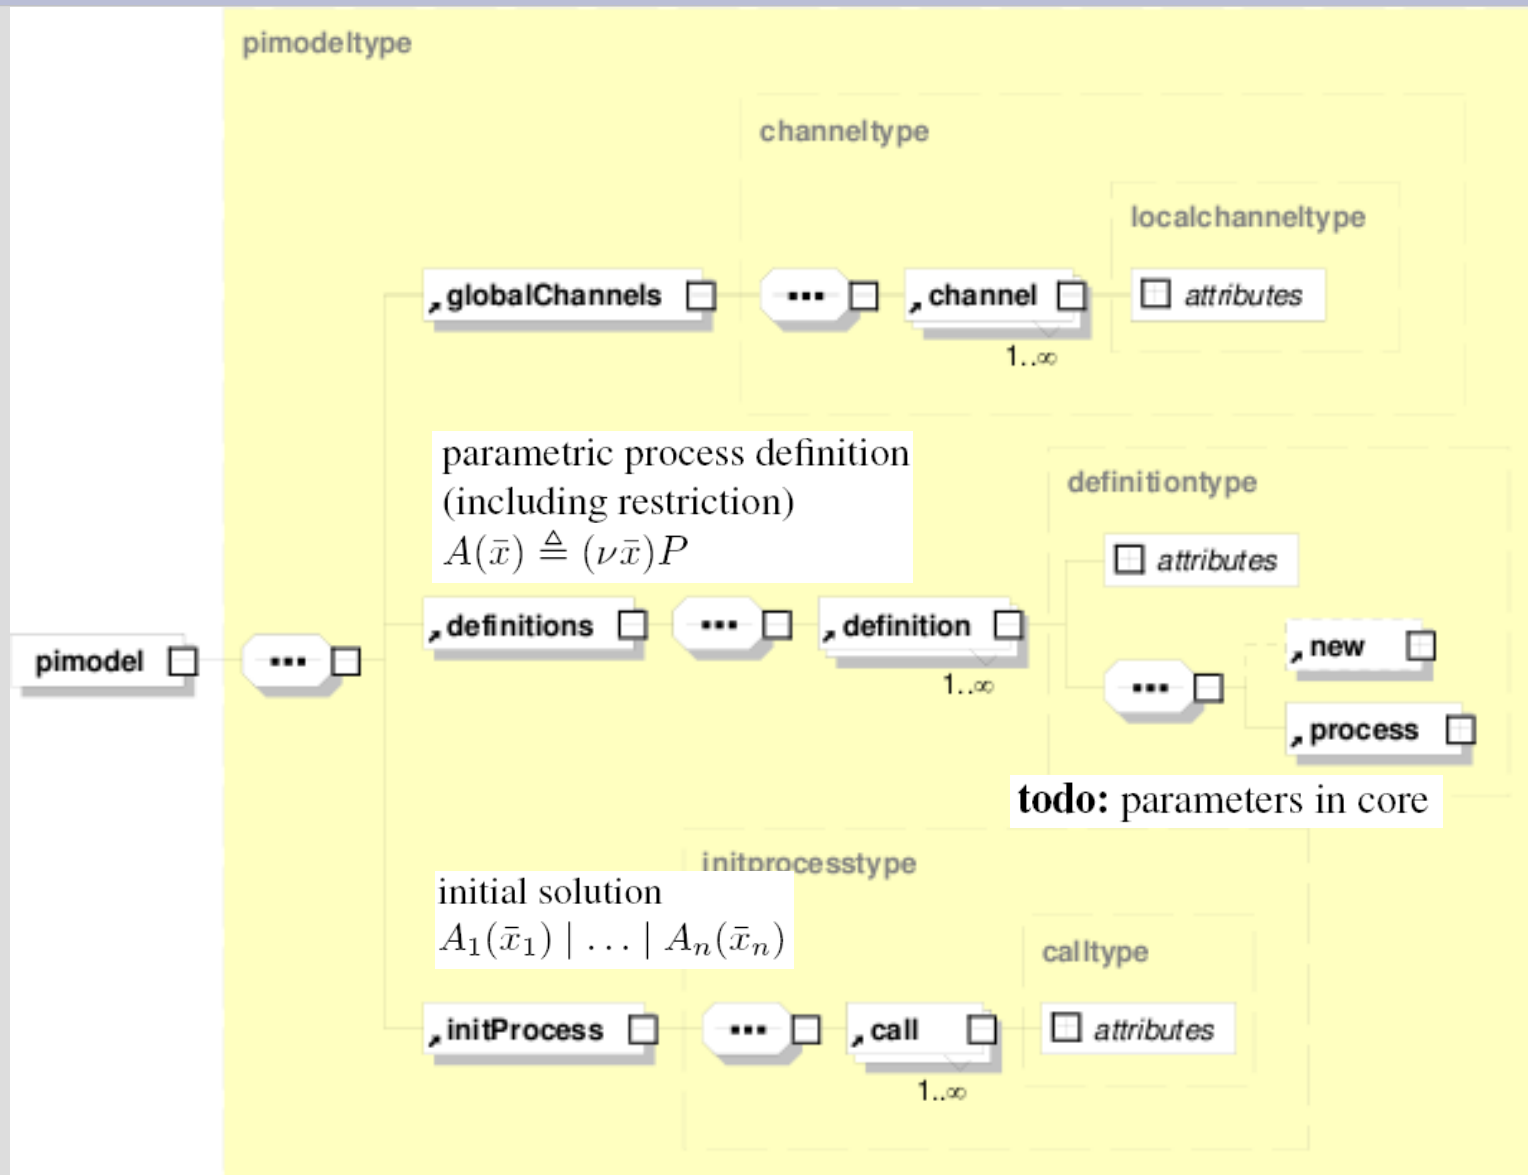 pimodeltype
channeltype
localchanneltype
globalChannels
channel
attributes
1..∞
parametric process definition
(including restriction)
A(x̄) ≜ (νx̄)P
definitiontype
attributes
definitions
definition
1..∞
new
pimodel
process
todo: parameters in core
initprocesstype
initial solution
A₁(x̄₁) | … | Aₙ(x̄ₙ)
calltype
initProcess
call
attributes
1..∞